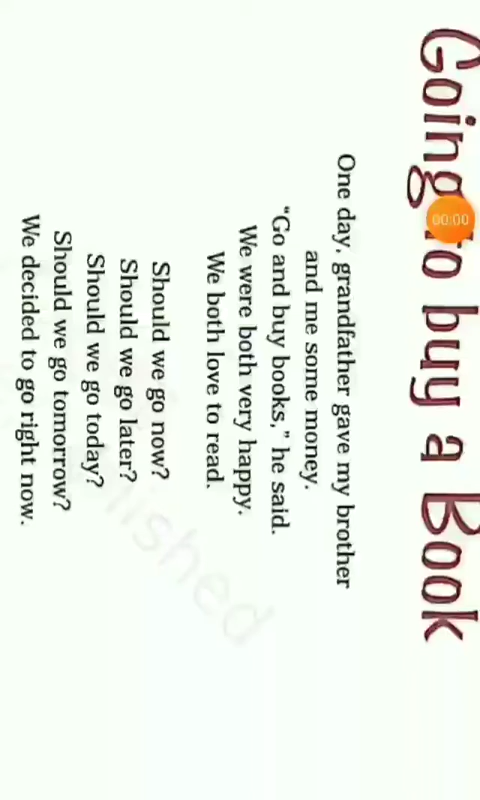 Going to buy a Book
00:00
One day, grandfather gave my brother
and me some money.
"Go and buy books," he said.
We were both very happy.
We both love to read.
Should we go now?
Should we go later?
Should we go today?
Should we go tomorrow?
We decided to go right now.